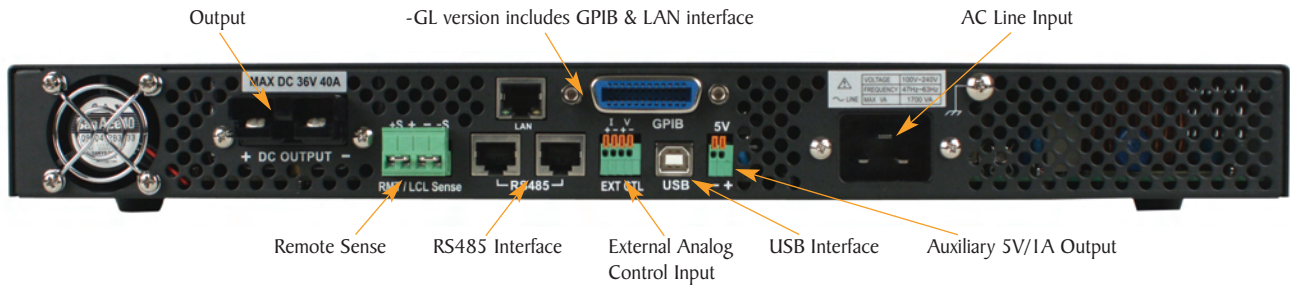 Output
-GL version includes GPIB & LAN interface
AC Line Input
MAX DC 36V 40A
VOLTAGE 100V~240V
FREQUENCY 47Hz~63Hz
LINE MAX VA 1700 VA
LAN
GPIB
I V
+ - + -
5V
+S + - -S
+ DC OUTPUT -
RMT / LCL Sense
RS485
EXT CTL
USB
- +
Remote Sense
RS485 Interface
External Analog
Control Input
USB Interface
Auxiliary 5V/1A Output